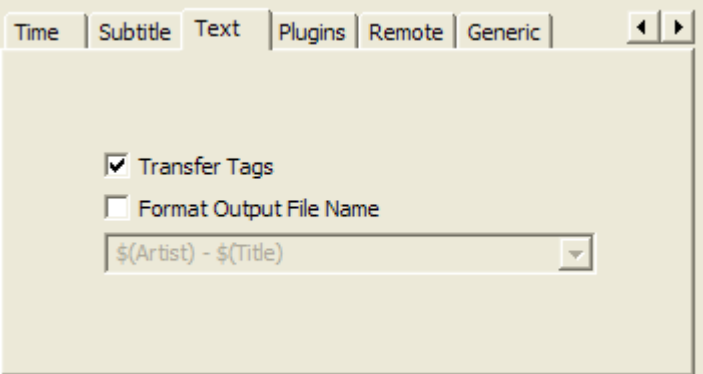 Time Subtitle Text Plugins Remote Generic
Transfer Tags
Format Output File Name
$(Artist) - $(Title)